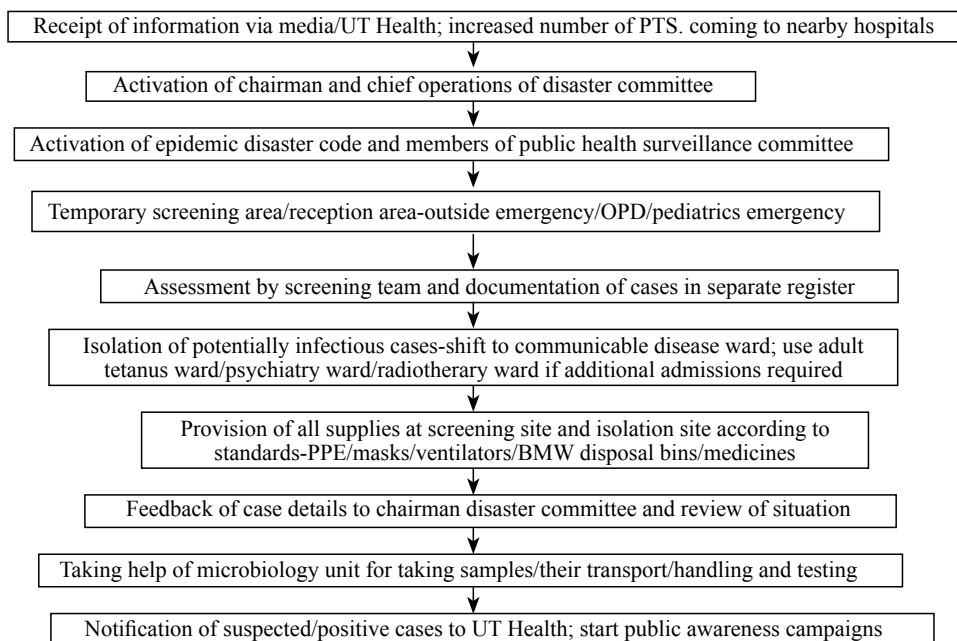 Receipt of information via media/UT Health; increased number of PTS. coming to nearby hospitals
Activation of chairman and chief operations of disaster committee
Activation of epidemic disaster code and members of public health surveillance committee
Temporary screening area/reception area-outside emergency/OPD/pediatrics emergency
Assessment by screening team and documentation of cases in separate register
Isolation of potentially infectious cases-shift to communicable disease ward; use adult
tetanus ward/psychiatry ward/radiotherary ward if additional admissions required
Provision of all supplies at screening site and isolation site according to
standards-PPE/masks/ventilators/BMW disposal bins/medicines
Feedback of case details to chairman disaster committee and review of situation
Taking help of microbiology unit for taking samples/their transport/handling and testing
Notification of suspected/positive cases to UT Health; start public awareness campaigns